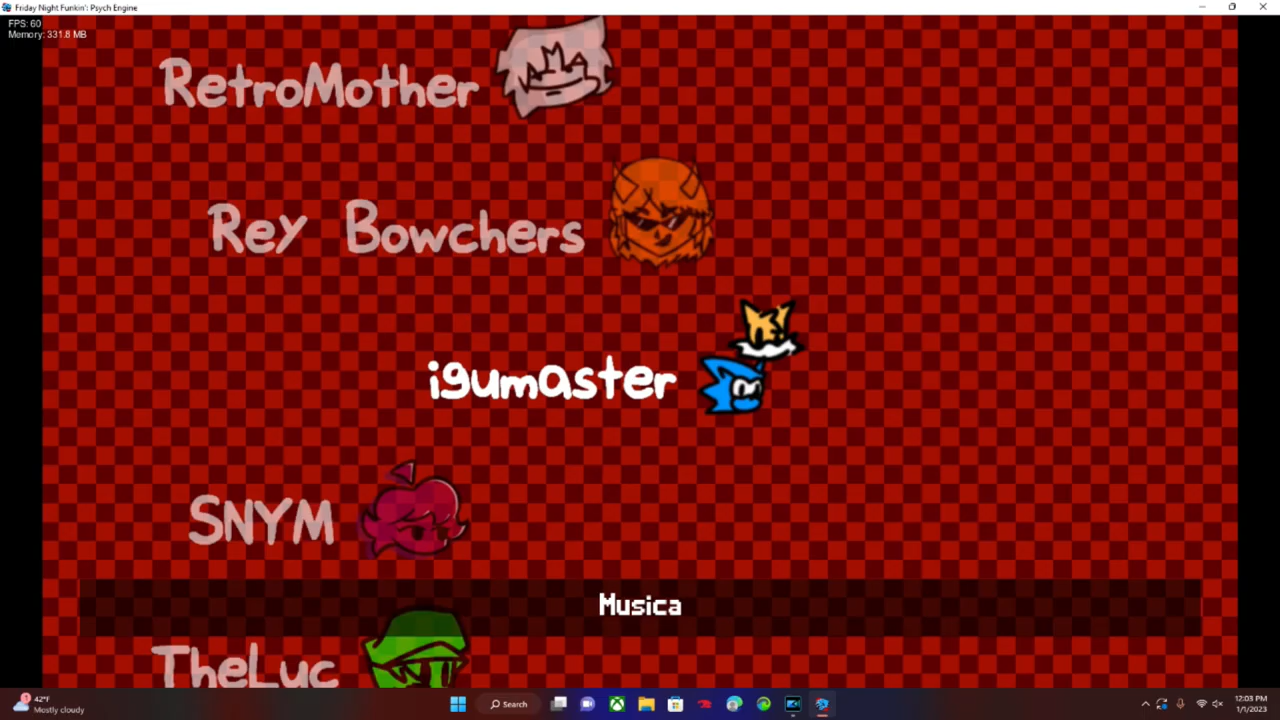 Friday Night Funkin': Psych Engine
FPS: 60
Memory: 331.8 MB
RetroMother
Rey Bowchers
igumaster
SNYM
Musica
TheLuc
42°F
Mostly cloudy
Search
12:03 PM
1/1/2023